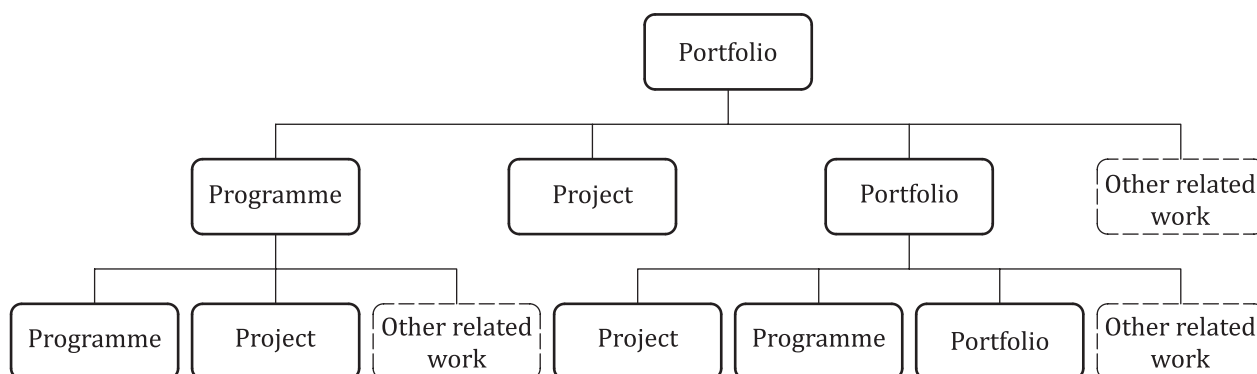 Portfolio
Programme
Project
Portfolio
Other related
work
Programme
Project
Other related
work
Project
Programme
Portfolio
Other related
work